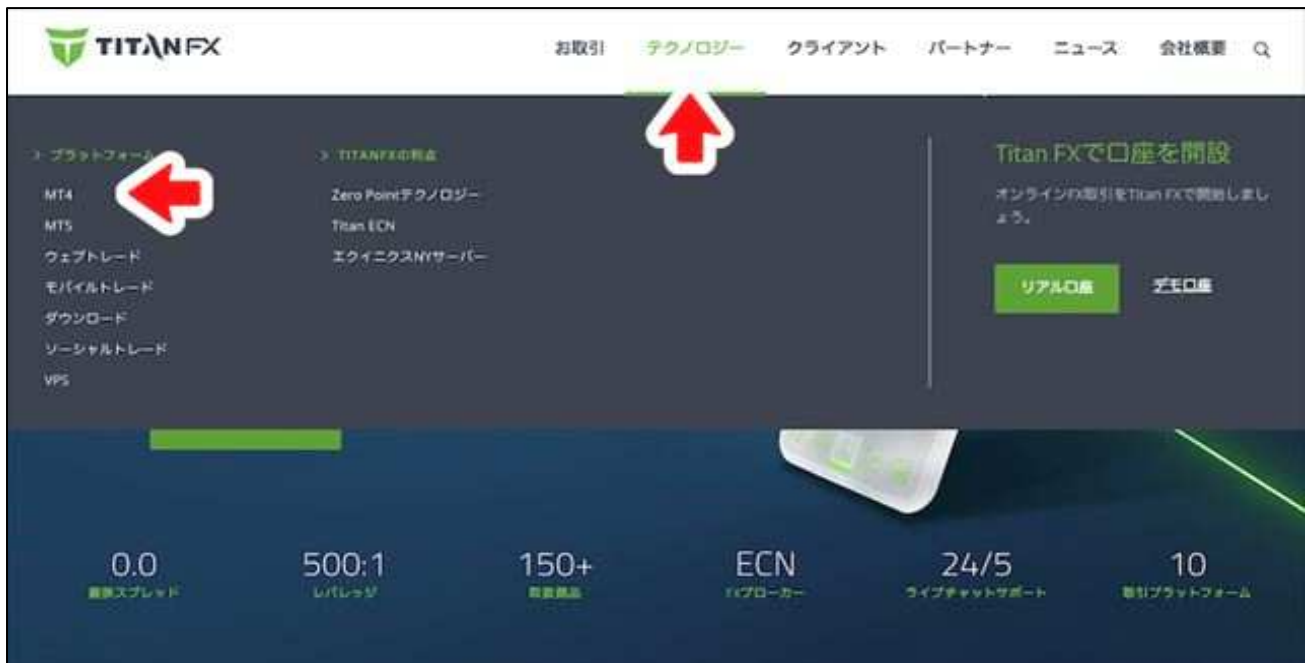 TITANFX
お取引 テクノロジー クライアント パートナー ニュース 会社概要
> プラットフォーム
MT4
MT5
ウェブトレード
モバイルトレード
ダウンロード
ソーシャルトレード
VPS
> TITANFXの利点
Zero Pointテクノロジー
Titan ECN
エクイニクスNYサーバー
Titan FXで口座を開設
オンラインFX取引をTitan FXで開始しまし
ょう。
リアル口座 デモ口座
0.0 500:1 150+ ECN 24/5 10
最狭スプレッド レバレッジ 取扱商品 FXブローカー ライブチャットサポート 取引プラットフォーム